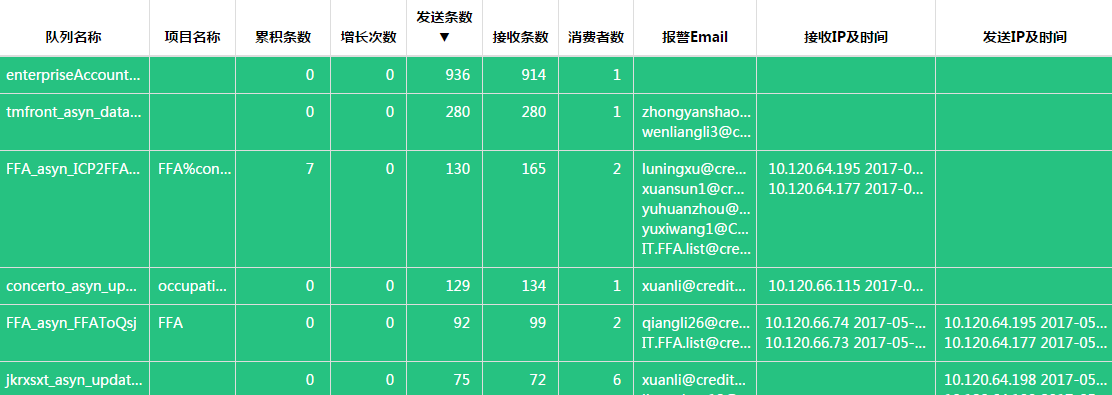 队列名称 项目名称 累积条数 增长次数 发送条数 ▼ 接收条数 消费者数 报警Email 接收IP及时间 发送IP及时间
enterpriseAccount... 0 0 936 914 1
tmfront_asyn_data... 0 0 280 280 1 zhongyanshao...
wenliangli3@c...
FFA_asyn_ICP2FFA... FFA%con... 7 0 130 165 2 luningxu@cre... 10.120.64.195 2017-0...
xuansun1@cr... 10.120.64.177 2017-0...
yuhuanzhou@...
yuxiwang1@C...
IT.FFA.list@cre...
concerto_asyn_up... occupati... 0 0 129 134 1 xuanli@credit... 10.120.66.115 2017-0...
FFA_asyn_FFAToQsj FFA 0 0 92 99 2 qiangli26@cre... 10.120.66.74 2017-05-... 10.120.64.195 2017-05...
IT.FFA.list@cre... 10.120.66.73 2017-05-... 10.120.64.177 2017-05...
jkrxsxt_asyn_updat... 0 0 75 72 6 xuanli@credit... 10.120.64.198 2017-05...